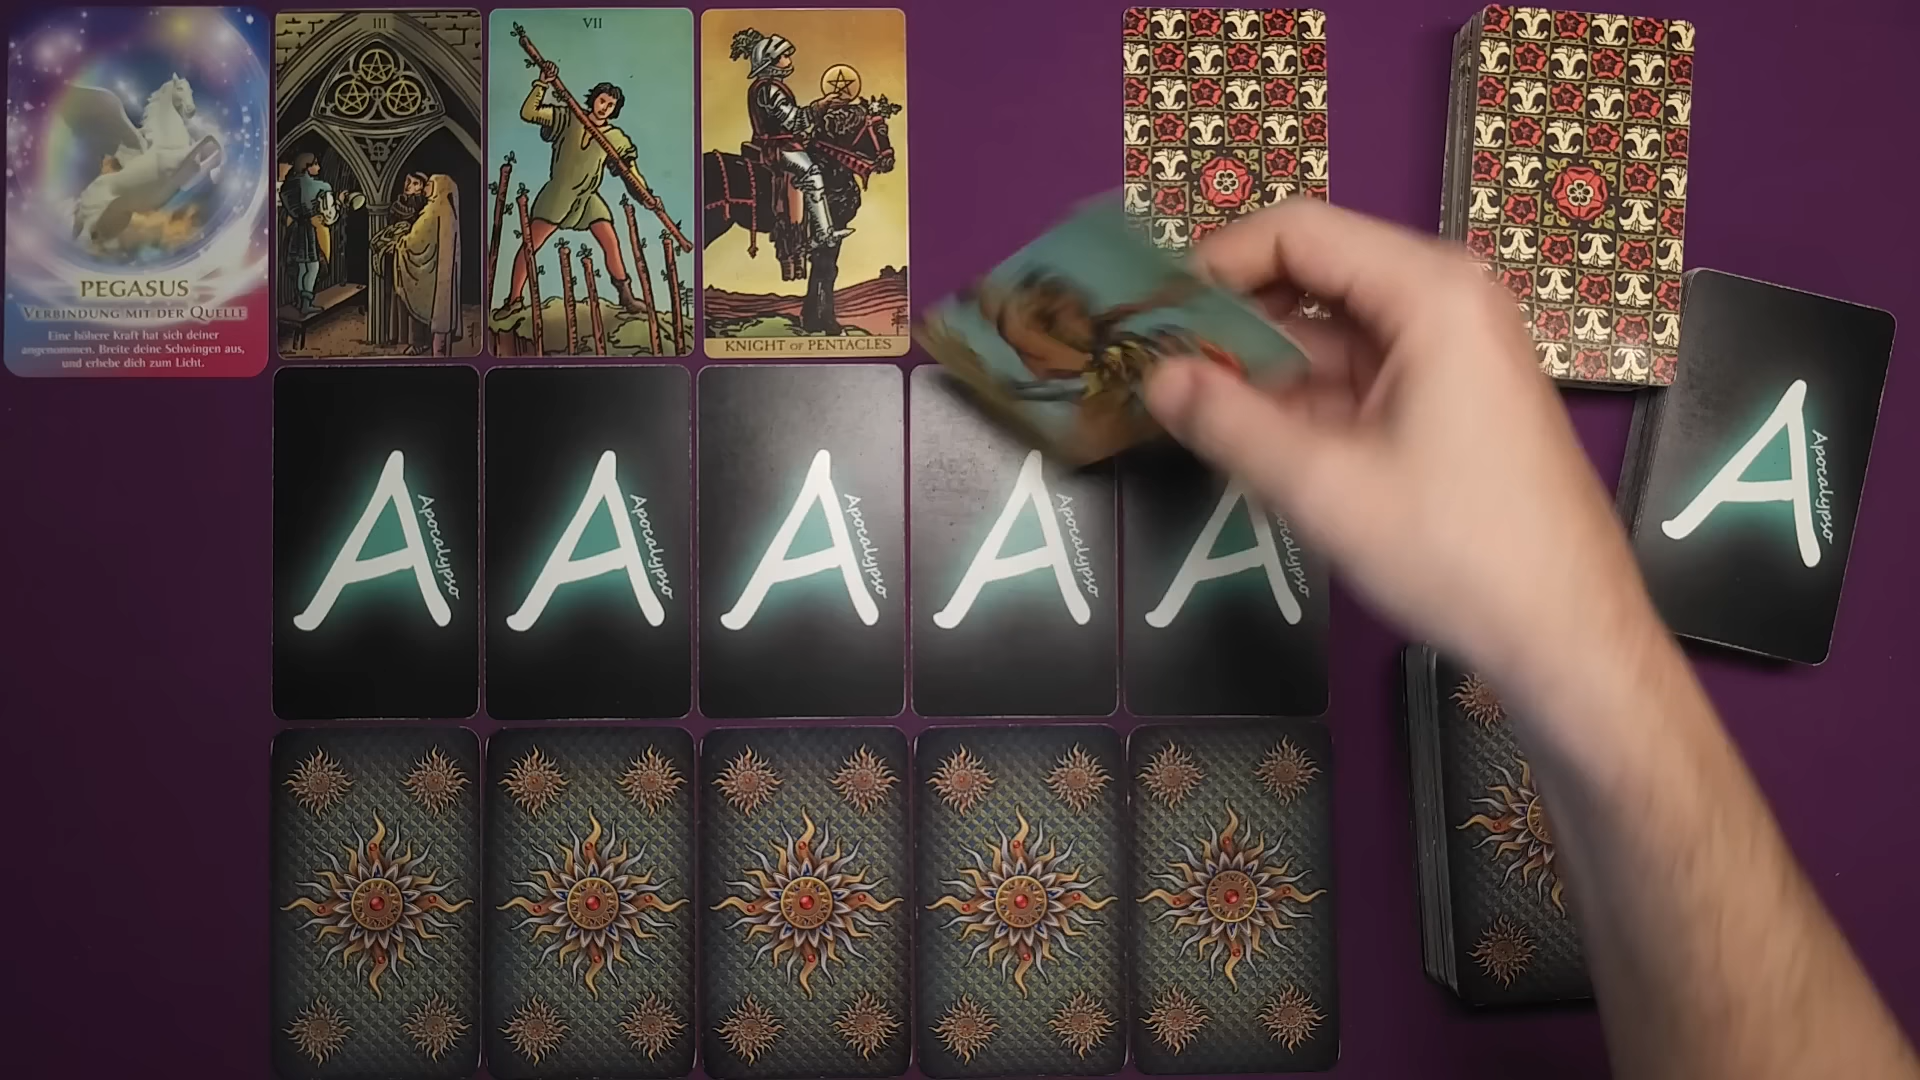 PEGASUS
VERBINDUNG MIT DER QUELLE
Eine höhere Kraft hat sich deiner
angenommen. Breite deine Schwingen aus,
und erhebe dich zum Licht.
III
VII
KNIGHT OF PENTACLES
A Apocalypso
A Apocalypso
A Apocalypso
A Apocalypso
A pocalypso
A Apocalypso